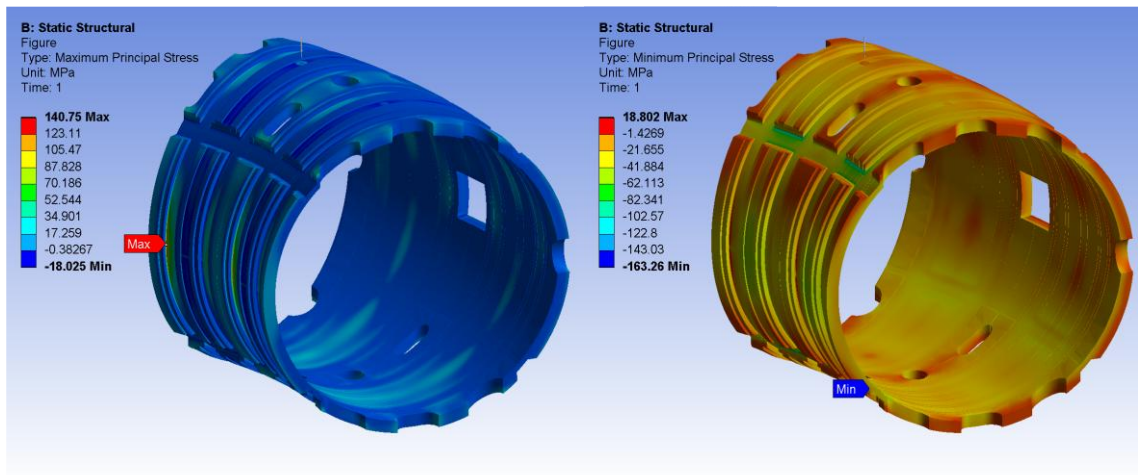 B: Static Structural
Figure
Type: Maximum Principal Stress
Unit: MPa
Time: 1
140.75 Max
123.11
105.47
87.828
70.186
52.544
34.901
17.259
-0.38267
-18.025 Min
Max
B: Static Structural
Figure
Type: Minimum Principal Stress
Unit: MPa
Time: 1
18.802 Max
-1.4269
-21.655
-41.884
-62.113
-82.341
-102.57
-122.8
-143.03
-163.26 Min
Min